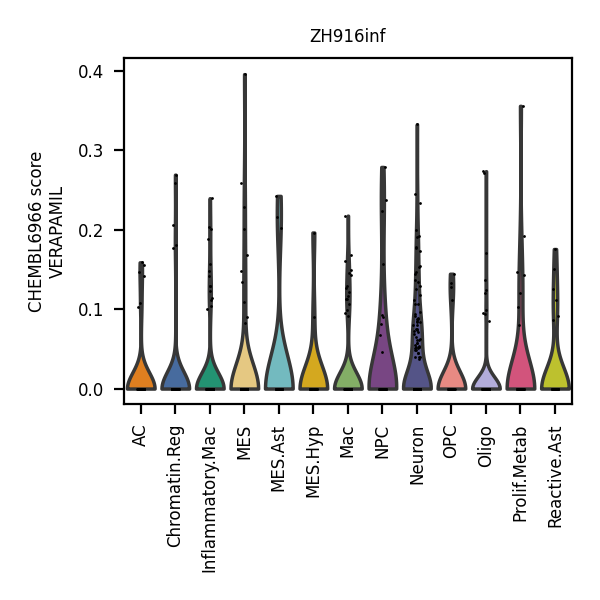 ZH916inf
CHEMBL6966 score
VERAPAMIL
0.4
0.3
0.2
0.1
0.0
AC
Chromatin.Reg
Inflammatory.Mac
MES
MES.Ast
MES.Hyp
Mac
NPC
Neuron
OPC
Oligo
Prolif.Metab
Reactive.Ast